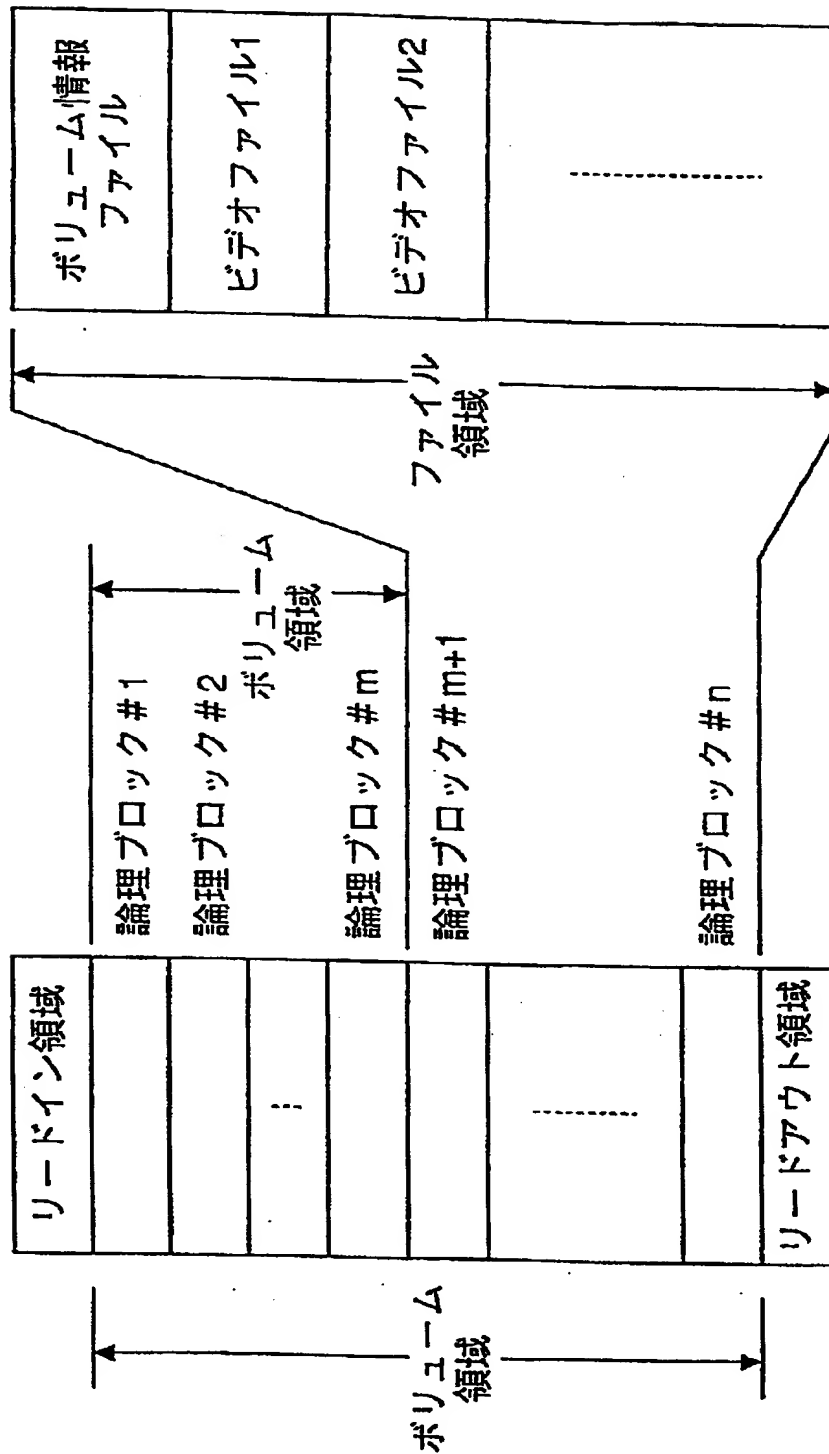 ボリューム
領域
リードイン領域
リードアウト領域
論理ブロック#1
論理ブロック#2
論理ブロック#m
論理ブロック#m+1
論理ブロック#n
ボリューム
領域
ファイル
領域
ボリューム情報
ファイル
ビデオファイル1
ビデオファイル2